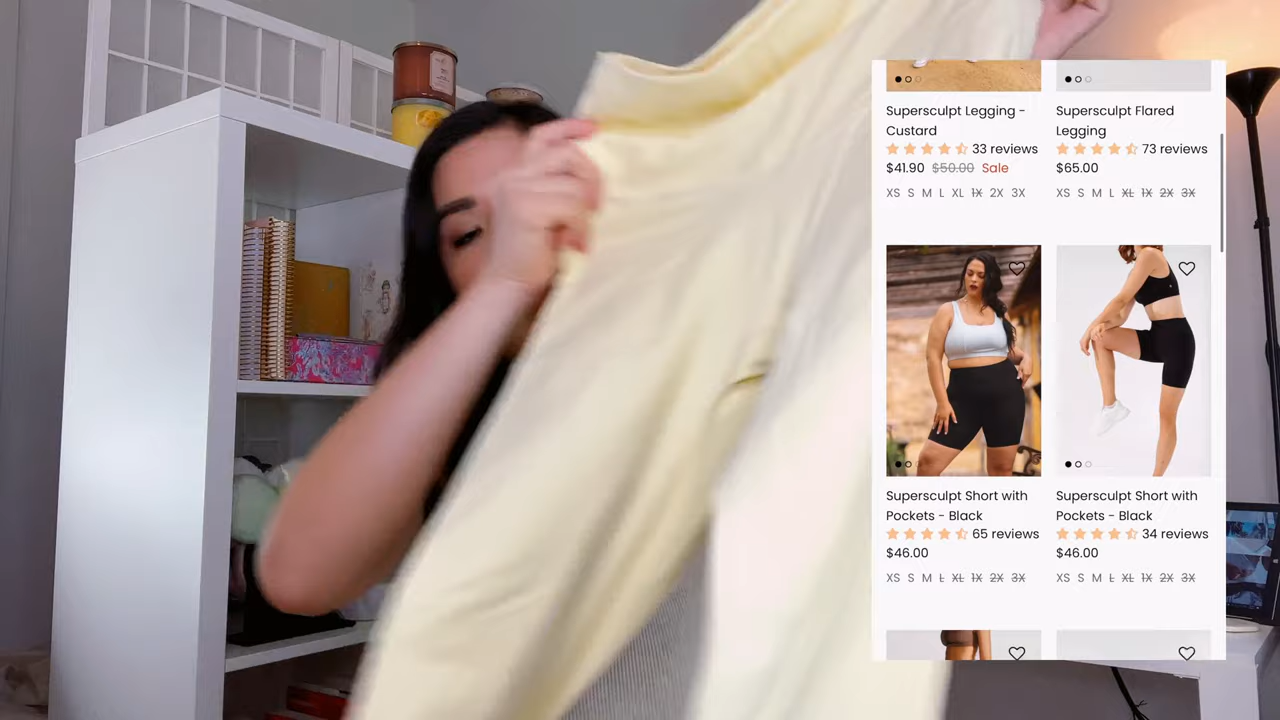 Supersculpt Legging -
Custard
33 reviews
$41.90 $50.00 Sale
XS S M L XL 1X 2X 3X
Supersculpt Flared
Legging
73 reviews
$65.00
XS S M L XL 1X 2X 3X
Supersculpt Short with
Pockets - Black
65 reviews
$46.00
XS S M L XL 1X 2X 3X
Supersculpt Short with
Pockets - Black
34 reviews
$46.00
XS S M L XL 1X 2X 3X